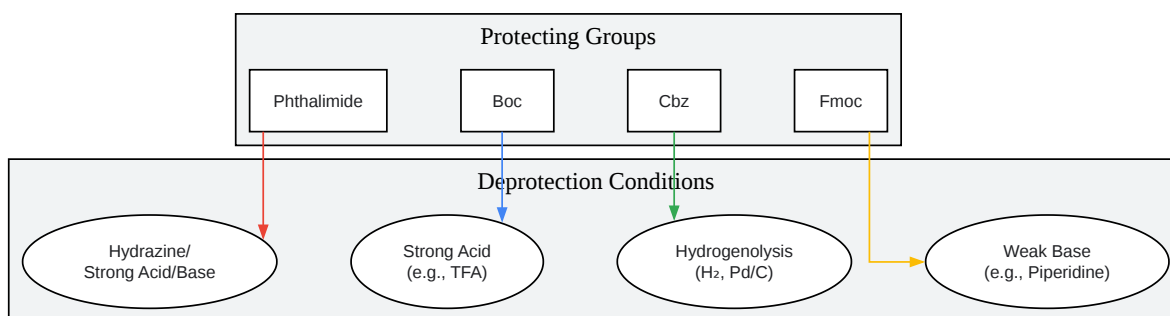 Protecting Groups
Phthalimide
Boc
Cbz
Fmoc
Deprotection Conditions
Hydrazine/
Strong Acid/Base
Strong Acid
(e.g., TFA)
Hydrogenolysis
(H₂, Pd/C)
Weak Base
(e.g., Piperidine)